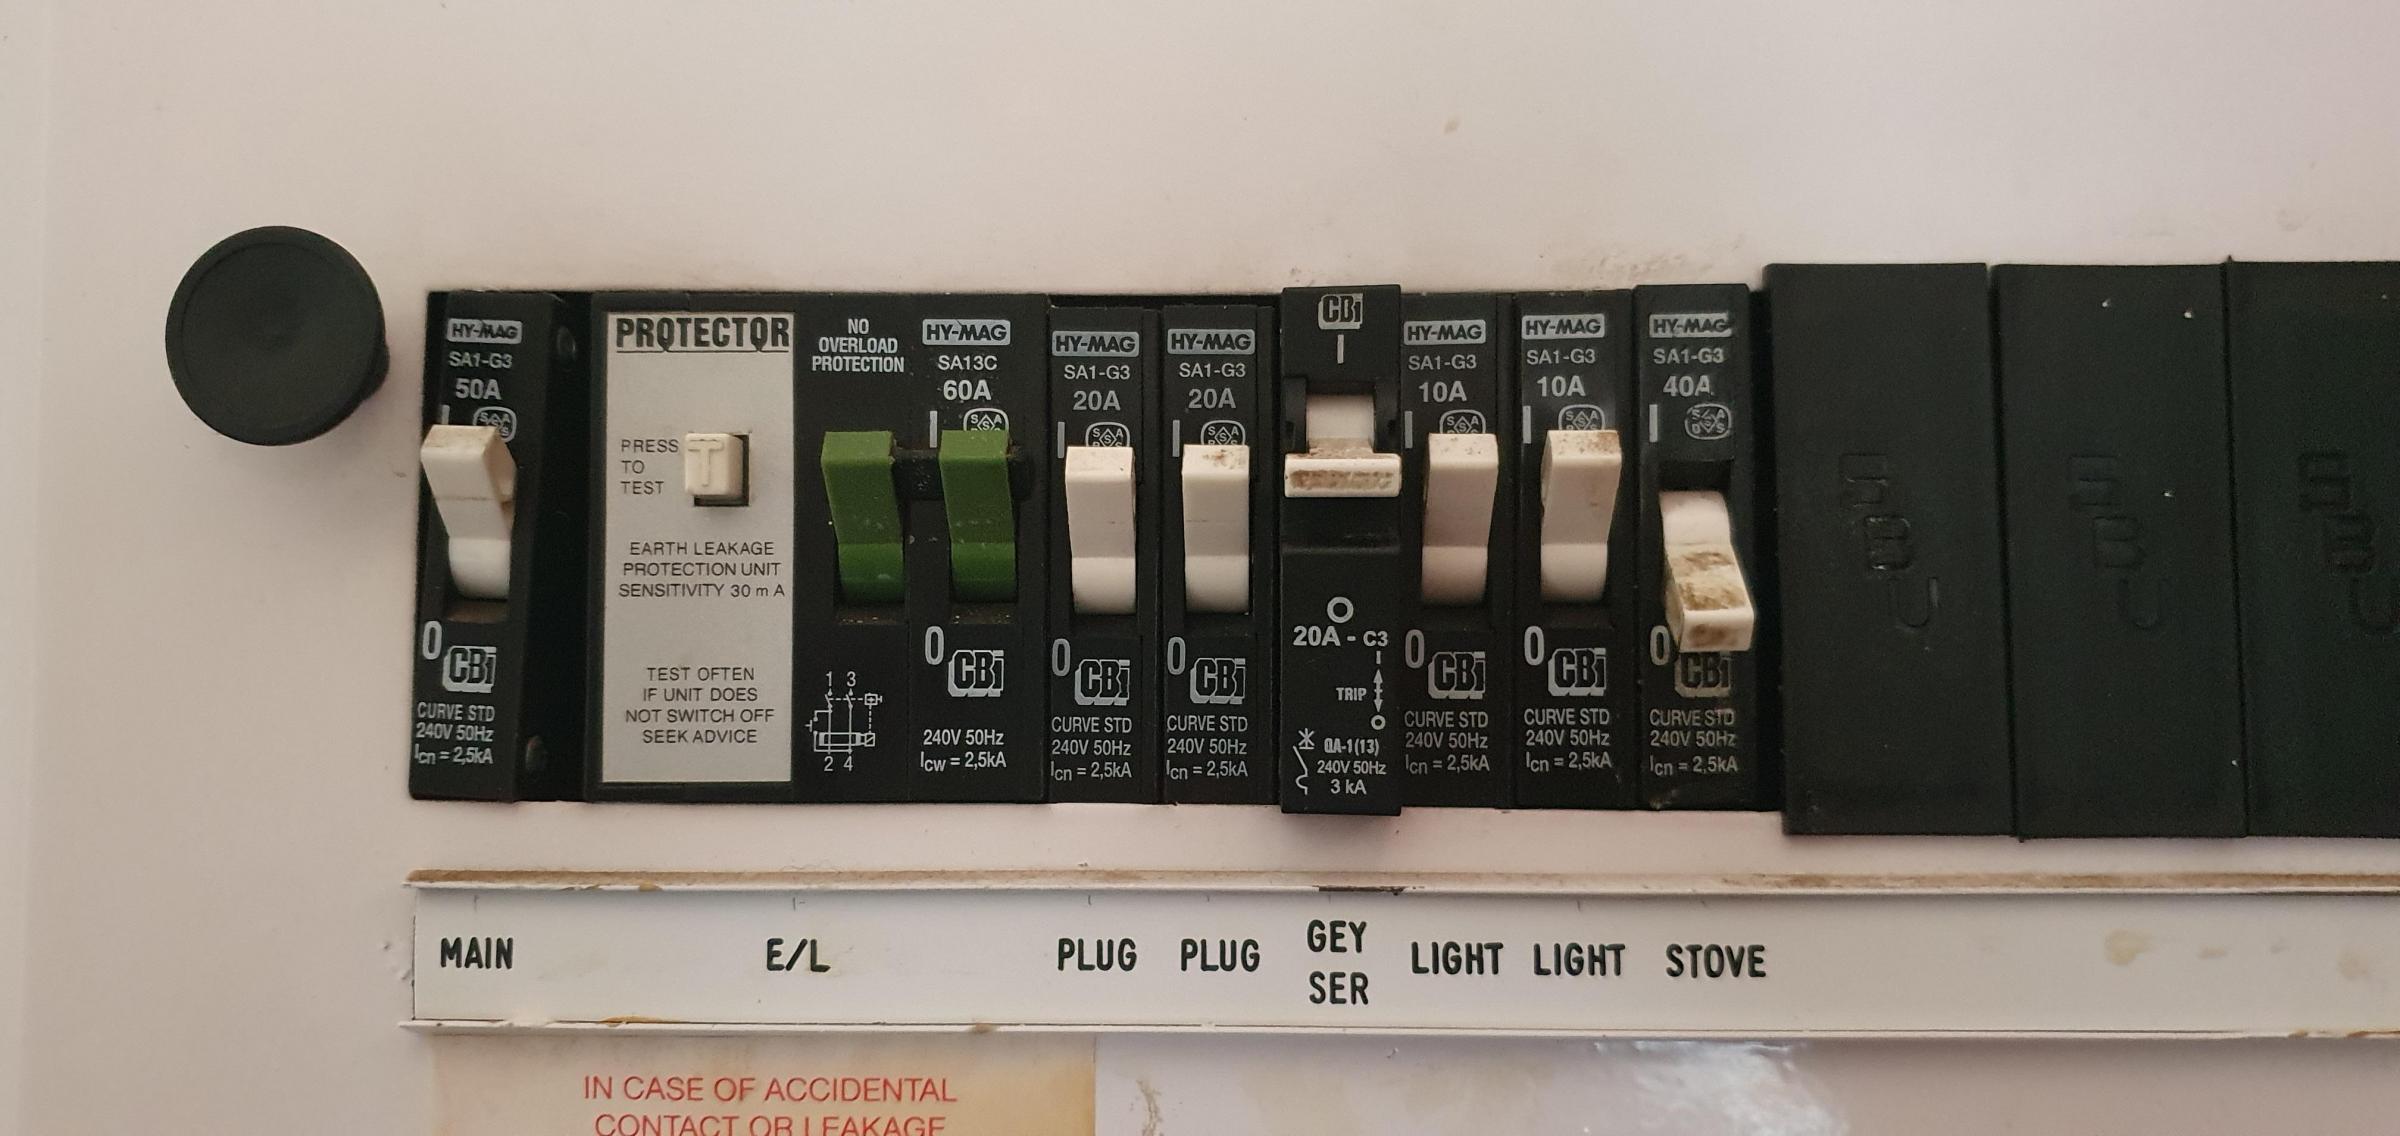 HY-MAG
SA1-G3
50A
0
CBi
CURVE STD
240V 50Hz
Icn = 2,5kA
PROTECTOR
PRESS
TO
TEST
T
EARTH LEAKAGE
PROTECTION UNIT
SENSITIVITY 30 m A
TEST OFTEN
IF UNIT DOES
NOT SWITCH OFF
SEEK ADVICE
NO
OVERLOAD
PROTECTION
1 3
2 4
HY-MAG
SA13C
60A
I
0
CBi
240V 50Hz
Icw = 2,5kA
HY-MAG
SA1-G3
20A
I
0
CBi
CURVE STD
240V 50Hz
Icn = 2,5kA
HY-MAG
SA1-G3
20A
I
0
CBi
CURVE STD
240V 50Hz
Icn = 2,5kA
CBi
I
O
20A - C3
I
TRIP
O
QA-1(13)
240V 50Hz
3 kA
HY-MAG
SA1-G3
10A
I
0
CBi
CURVE STD
240V 50Hz
Icn = 2,5kA
HY-MAG
SA1-G3
10A
I
0
CBi
CURVE STD
240V 50Hz
Icn = 2,5kA
HY-MAG
SA1-G3
40A
I
0
CBi
CURVE STD
240V 50Hz
Icn = 2,5kA
MAIN E/L PLUG PLUG GEY LIGHT LIGHT STOVE
SER
IN CASE OF ACCIDENTAL
CONTACT OR LEAKAGE